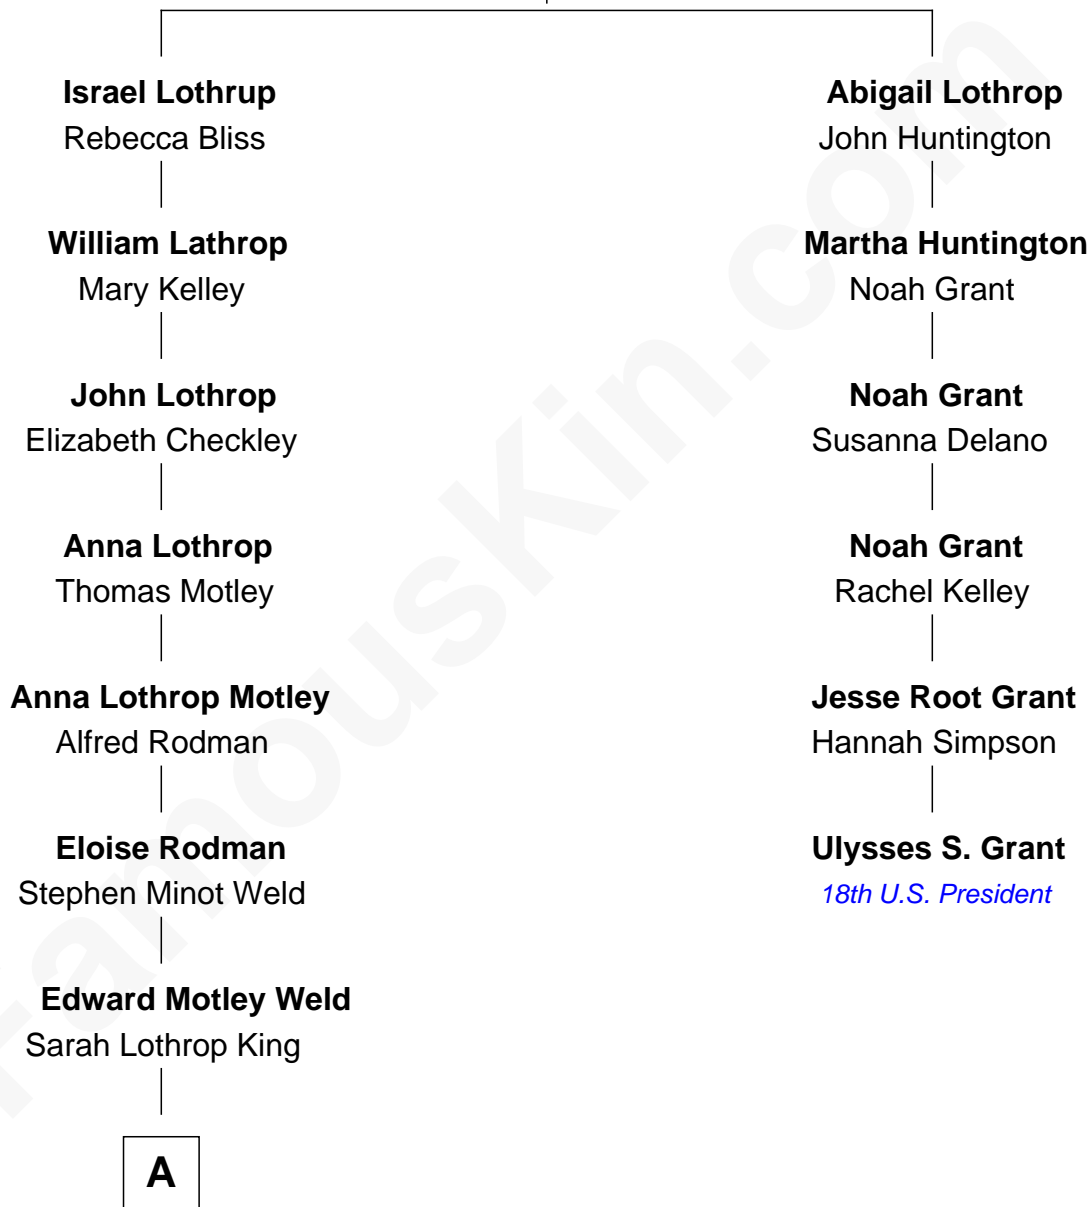 Israel Lothrup
Rebecca Bliss
William Lathrop
Mary Kelley
John Lothrop
Elizabeth Checkley
Anna Lothrop
Thomas Motley
Anna Lothrop Motley
Alfred Rodman
Eloise Rodman
Stephen Minot Weld
Edward Motley Weld
Sarah Lothrop King
A
Abigail Lothrop
John Huntington
Martha Huntington
Noah Grant
Noah Grant
Susanna Delano
Noah Grant
Rachel Kelley
Jesse Root Grant
Hannah Simpson
Ulysses S. Grant
18th U.S. President
FamousKin.com